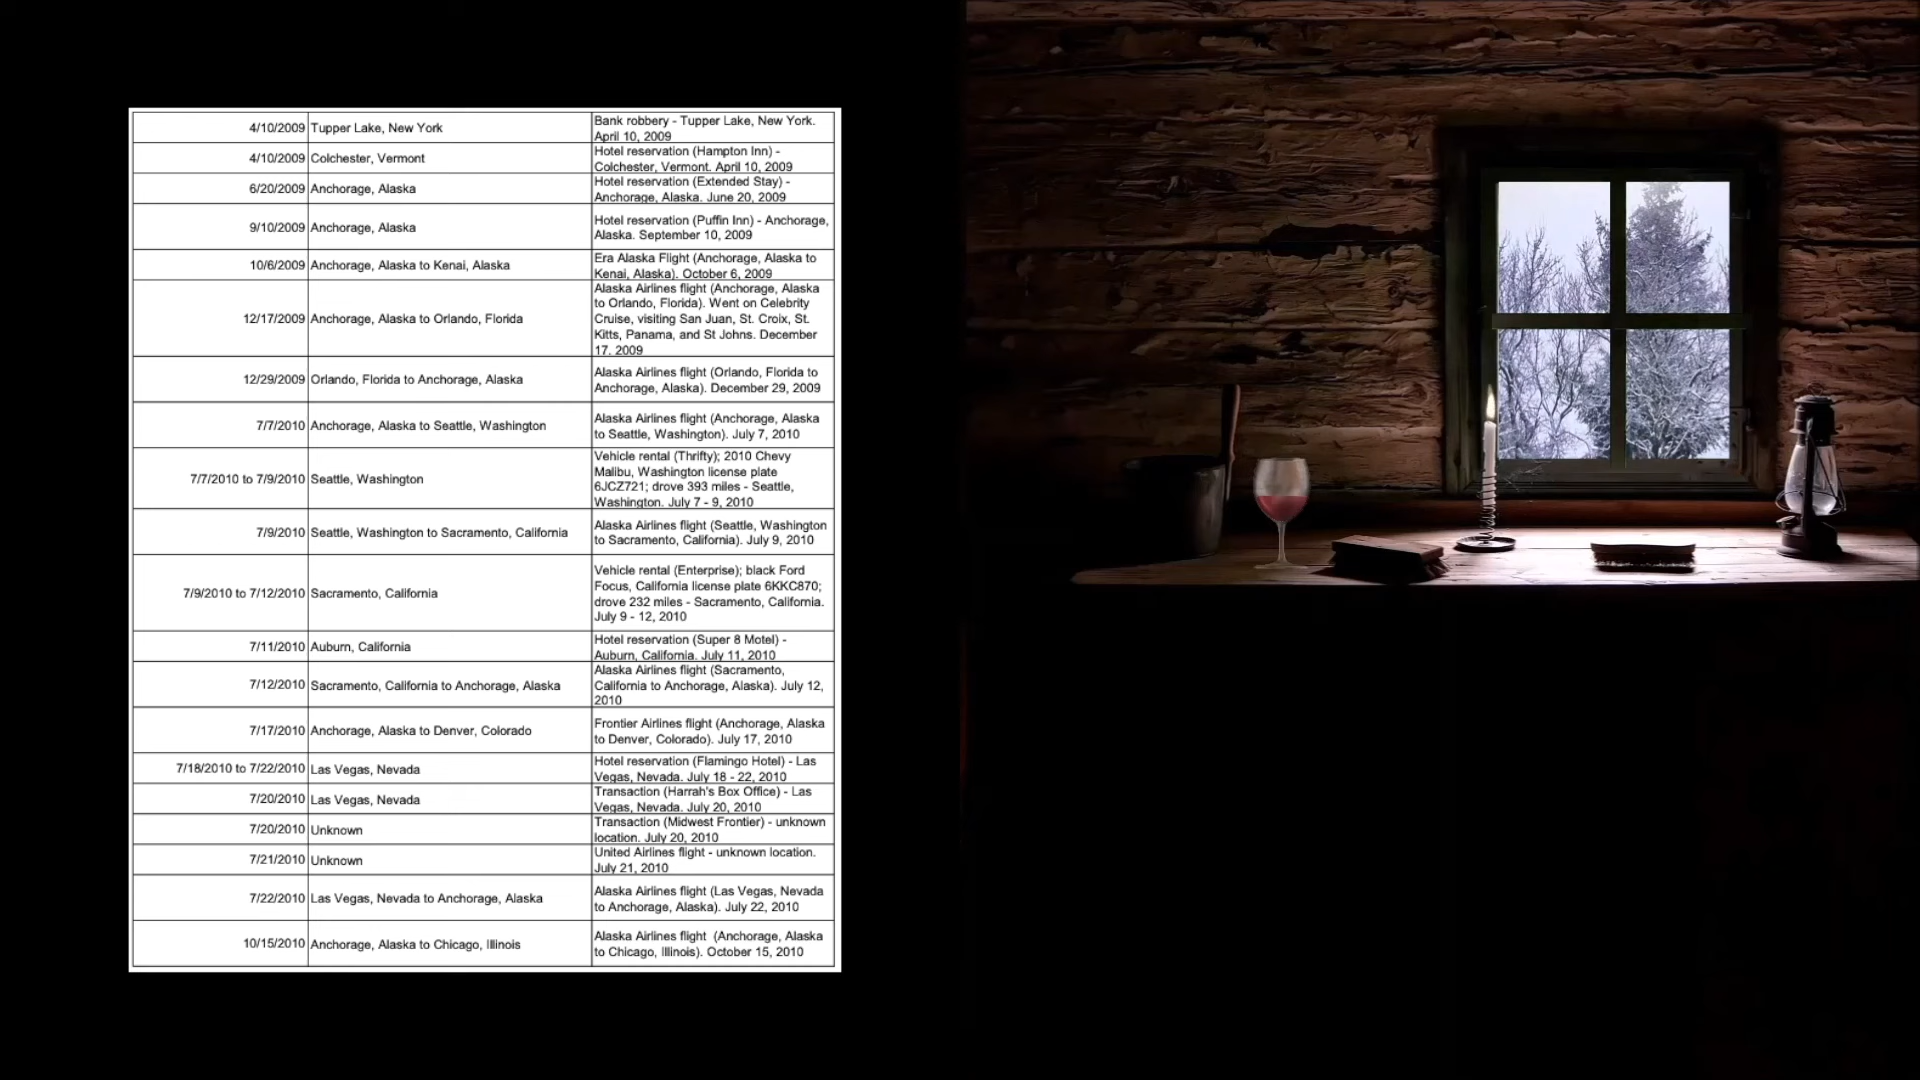 4/10/2009 Tupper Lake, New York Bank robbery - Tupper Lake, New York.
April 10, 2009
4/10/2009 Colchester, Vermont Hotel reservation (Hampton Inn) -
Colchester, Vermont. April 10, 2009
6/20/2009 Anchorage, Alaska Hotel reservation (Extended Stay) -
Anchorage, Alaska. June 20, 2009
9/10/2009 Anchorage, Alaska Hotel reservation (Puffin Inn) - Anchorage,
Alaska. September 10, 2009
10/6/2009 Anchorage, Alaska to Kenai, Alaska Era Alaska Flight (Anchorage, Alaska to
Kenai, Alaska). October 6, 2009
12/17/2009 Anchorage, Alaska to Orlando, Florida Alaska Airlines flight (Anchorage, Alaska
to Orlando, Florida). Went on Celebrity
Cruise, visiting San Juan, St. Croix, St.
Kitts, Panama, and St Johns. December
17, 2009
12/29/2009 Orlando, Florida to Anchorage, Alaska Alaska Airlines flight (Orlando, Florida to
Anchorage, Alaska). December 29, 2009
7/7/2010 Anchorage, Alaska to Seattle, Washington Alaska Airlines flight (Anchorage, Alaska
to Seattle, Washington). July 7, 2010
7/7/2010 to 7/9/2010 Seattle, Washington Vehicle rental (Thrifty); 2010 Chevy
Malibu, Washington license plate
6JCZ721; drove 393 miles - Seattle,
Washington. July 7 - 9, 2010
7/9/2010 Seattle, Washington to Sacramento, California Alaska Airlines flight (Seattle, Washington
to Sacramento, California). July 9, 2010
7/9/2010 to 7/12/2010 Sacramento, California Vehicle rental (Enterprise); black Ford
Focus, California license plate 6KKC870;
drove 232 miles - Sacramento, California.
July 9 - 12, 2010
7/11/2010 Auburn, California Hotel reservation (Super 8 Motel) -
Auburn, California. July 11, 2010
7/12/2010 Sacramento, California to Anchorage, Alaska Alaska Airlines flight (Sacramento,
California to Anchorage, Alaska). July 12,
2010
7/17/2010 Anchorage, Alaska to Denver, Colorado Frontier Airlines flight (Anchorage, Alaska
to Denver, Colorado). July 17, 2010
7/18/2010 to 7/22/2010 Las Vegas, Nevada Hotel reservation (Flamingo Hotel) - Las
Vegas, Nevada. July 18 - 22, 2010
7/20/2010 Las Vegas, Nevada Transaction (Harrah's Box Office) - Las
Vegas, Nevada. July 20, 2010
7/20/2010 Unknown Transaction (Midwest Frontier) - unknown
location. July 20, 2010
7/21/2010 Unknown United Airlines flight - unknown location.
July 21, 2010
7/22/2010 Las Vegas, Nevada to Anchorage, Alaska Alaska Airlines flight (Las Vegas, Nevada
to Anchorage, Alaska). July 22, 2010
10/15/2010 Anchorage, Alaska to Chicago, Illinois Alaska Airlines flight (Anchorage, Alaska
to Chicago, Illinois). October 15, 2010